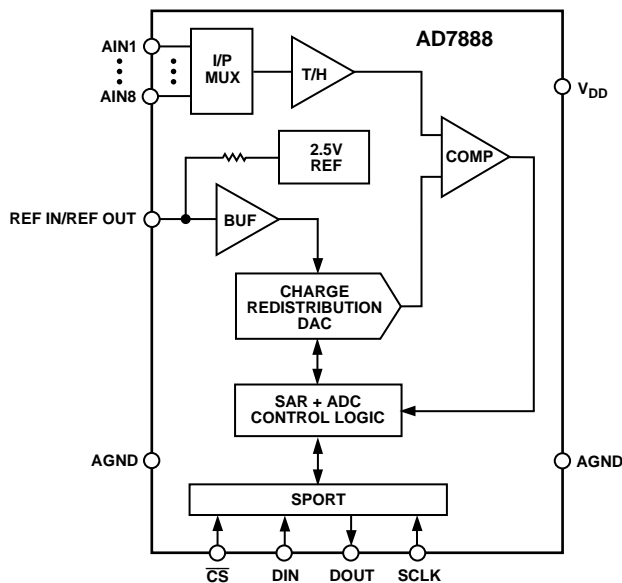 AD7888
AIN1
AIN8
I/P
MUX
T/H
V_DD
2.5V
REF
COMP
REF IN/REF OUT
BUF
CHARGE
REDISTRIBUTION
DAC
SAR + ADC
CONTROL LOGIC
AGND
AGND
SPORT
C̅S̅
DIN
DOUT
SCLK